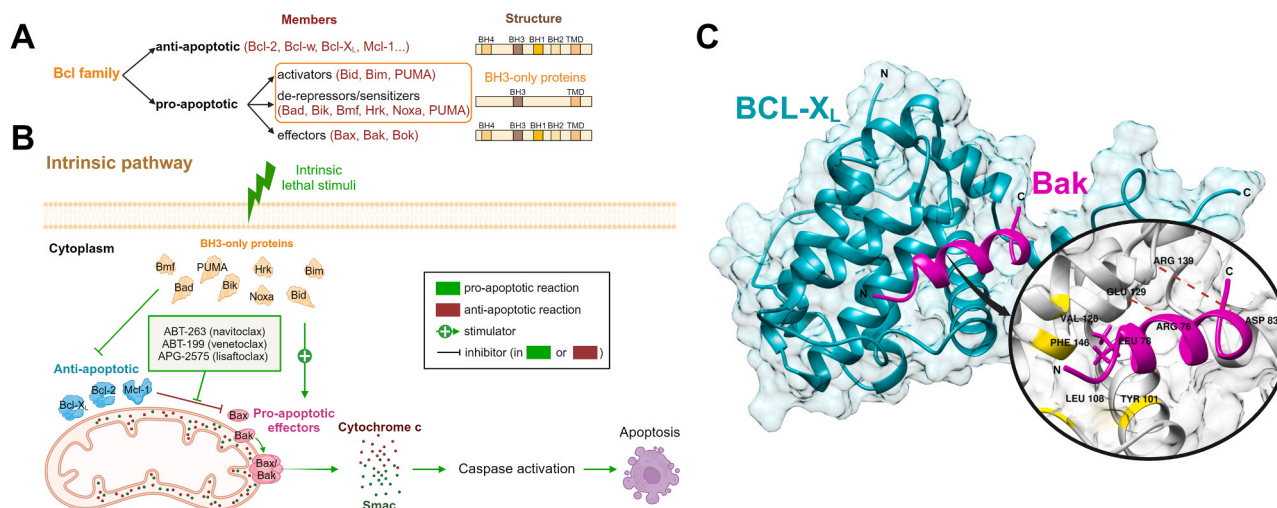 A
Members
Structure
anti-apoptotic (Bcl-2, Bcl-w, Bcl-XL, Mcl-1...)
BH4 BH3 BH1 BH2 TMD
Bcl family
pro-apoptotic
activators (Bid, Bim, PUMA)
BH3-only proteins
de-repressors/sensitizers
(Bad, Bik, Bmf, Hrk, Noxa, PUMA)
BH3 TMD
effectors (Bax, Bak, Bok)
BH4 BH3 BH1 BH2 TMD
B
Intrinsic pathway
Intrinsic
lethal stimuli
Cytoplasm
BH3-only proteins
Bmf
PUMA
Hrk
Bim
Bad
Bik
Noxa
Bid
ABT-263 (navitoclax)
ABT-199 (venetoclax)
APG-2575 (lisaftoclax)
pro-apoptotic reaction
anti-apoptotic reaction
stimulator
inhibitor (in or )
Anti-apoptotic
Bcl-XL
Bcl-2
Mcl-1
Bax
Pro-apoptotic
effectors
Bak
Bax/
Bak
Cytochrome c
Smac
Caspase activation
Apoptosis
C
BCL-XL
N
Bak
C
C
N
ARG 139
C
GLU 129
VAL 126
ARG 76
ASP 83
PHE 146
LEU 78
N
LEU 108
TYR 101